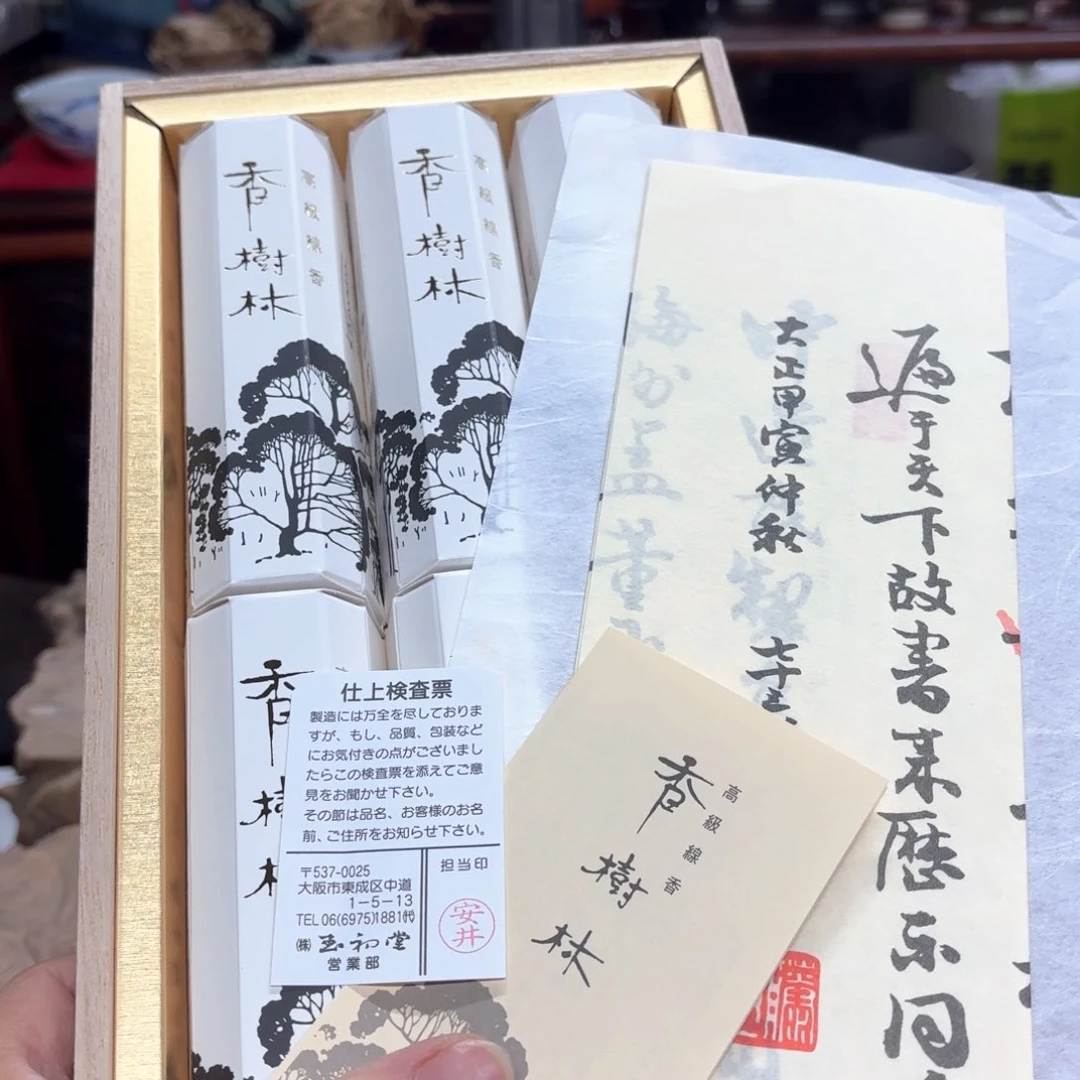 香樹林
高級線香
香樹林
高級線香
香
仕上検査票
製造には万全を尽しておりま
すが、もし、品質、包装など
にお気付きの点がございまし
たらこの検査票を添えてご意
見をお聞かせ下さい。
その節は品名、お客様のお名
前、ご住所をお知らせ下さい。
〒537-0025
大阪市東成区中道
1-5-13
TEL06(6975)1881㈹
㈱玉初堂
営業部
担当印
安井
高級線香
香樹林
遍于天下故書来歴示同
大正甲寅仲秋
七十